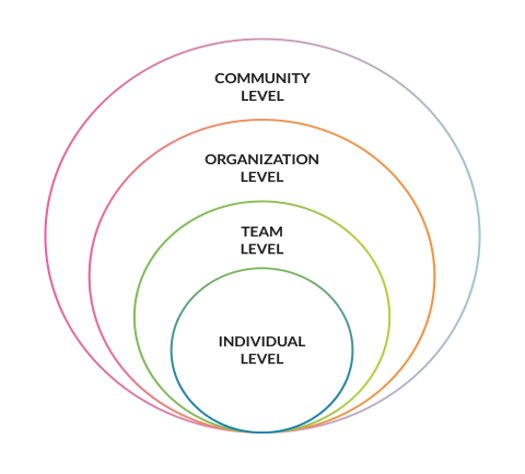 COMMUNITY
LEVEL
ORGANIZATION
LEVEL
TEAM
LEVEL
INDIVIDUAL
LEVEL